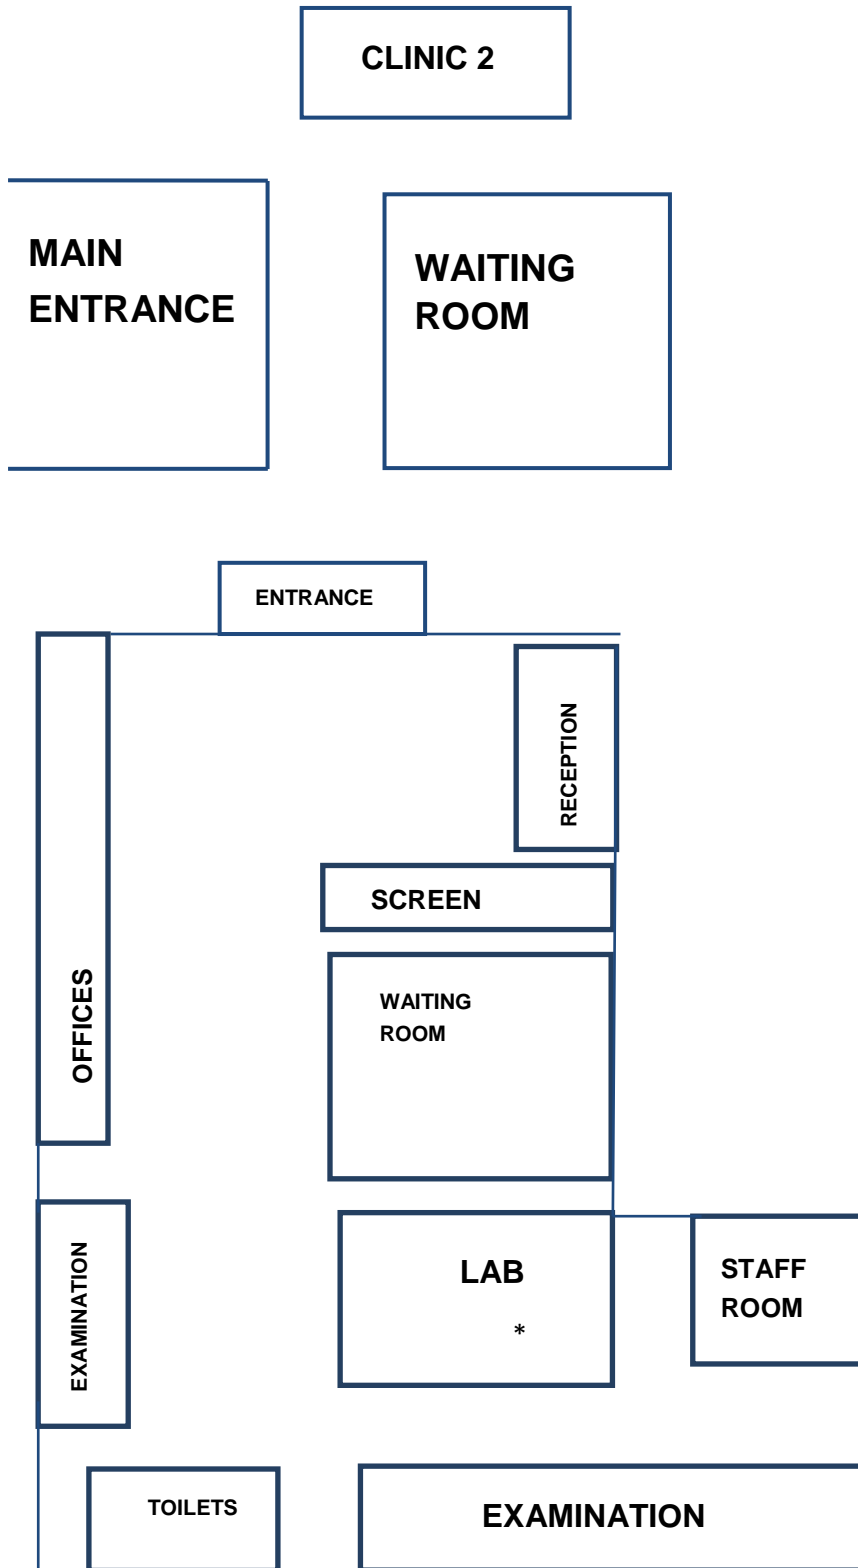 CLINIC 2
MAIN
ENTRANCE
WAITING
ROOM
ENTRANCE
RECEPTION
SCREEN
OFFICES
WAITING
ROOM
EXAMINATION
LAB
*
STAFF
ROOM
TOILETS
EXAMINATION